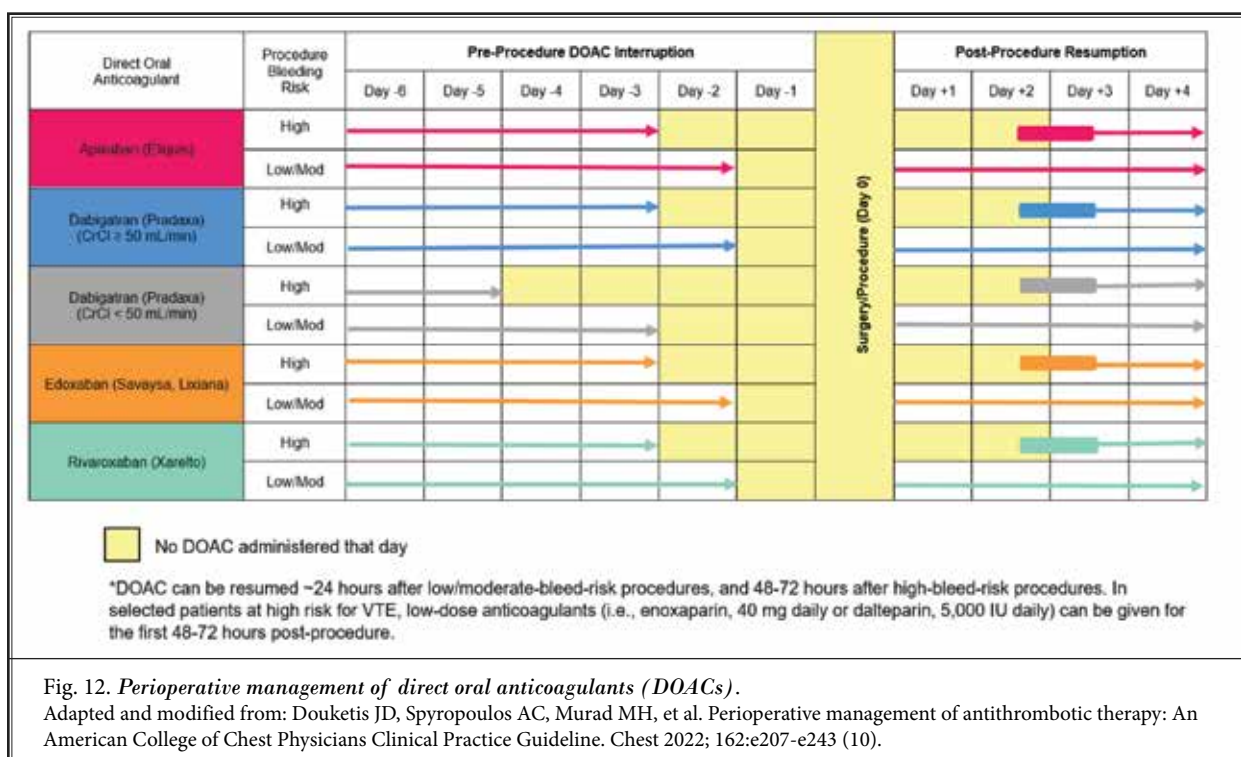 Direct Oral
Anticoagulant
Procedure
Bleeding
Risk
Pre-Procedure DOAC Interruption
Day -6
Day -5
Day -4
Day -3
Day -2
Day -1
Surgery/Procedure (Day 0)
Post-Procedure Resumption
Day +1
Day +2
Day +3
Day +4
Apixaban (Eliquis)
High
Low/Mod
Dabigatran (Pradaxa)
(CrCl ≥ 50 mL/min)
High
Low/Mod
Dabigatran (Pradaxa)
(CrCl < 50 mL/min)
High
Low/Mod
Edoxaban (Savaysa, Lixiana)
High
Low/Mod
Rivaroxaban (Xarelto)
High
Low/Mod
No DOAC administered that day
*DOAC can be resumed ~24 hours after low/moderate-bleed-risk procedures, and 48-72 hours after high-bleed-risk procedures. In
selected patients at high risk for VTE, low-dose anticoagulants (i.e., enoxaparin, 40 mg daily or dalteparin, 5,000 IU daily) can be given for
the first 48-72 hours post-procedure.
Fig. 12. Perioperative management of direct oral anticoagulants (DOACs).
Adapted and modified from: Douketis JD, Spyropoulos AC, Murad MH, et al. Perioperative management of antithrombotic therapy: An
American College of Chest Physicians Clinical Practice Guideline. Chest 2022; 162:e207-e243 (10).